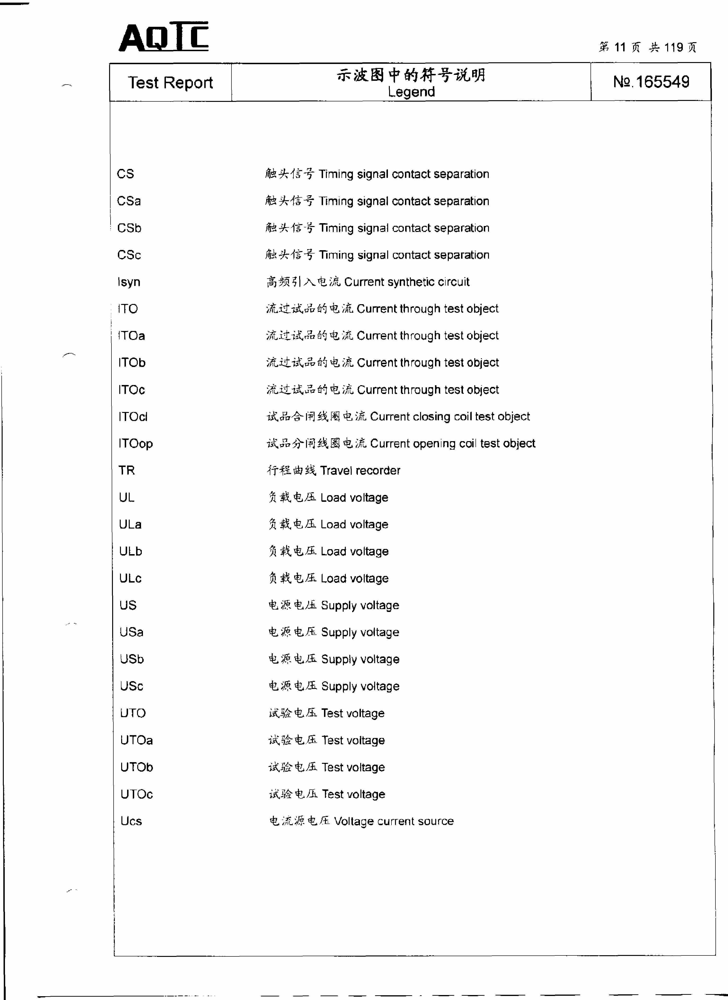 AQTC
第 11 页 共 119 页
Test Report
示波图中的符号说明
Legend
№.165549
CS 触头信号 Timing signal contact separation
CSa 触头信号 Timing signal contact separation
CSb 触头信号 Timing signal contact separation
CSc 触头信号 Timing signal contact separation
Isyn 高频引入电流 Current synthetic circuit
ITO 流过试品的电流 Current through test object
ITOa 流过试品的电流 Current through test object
ITOb 流过试品的电流 Current through test object
ITOc 流过试品的电流 Current through test object
ITOcl 试品合闸线圈电流 Current closing coil test object
ITOop 试品分闸线圈电流 Current opening coil test object
TR 行程曲线 Travel recorder
UL 负载电压 Load voltage
ULa 负载电压 Load voltage
ULb 负载电压 Load voltage
ULc 负载电压 Load voltage
US 电源电压 Supply voltage
USa 电源电压 Supply voltage
USb 电源电压 Supply voltage
USc 电源电压 Supply voltage
UTO 试验电压 Test voltage
UTOa 试验电压 Test voltage
UTOb 试验电压 Test voltage
UTOc 试验电压 Test voltage
Ucs 电流源电压 Voltage current source